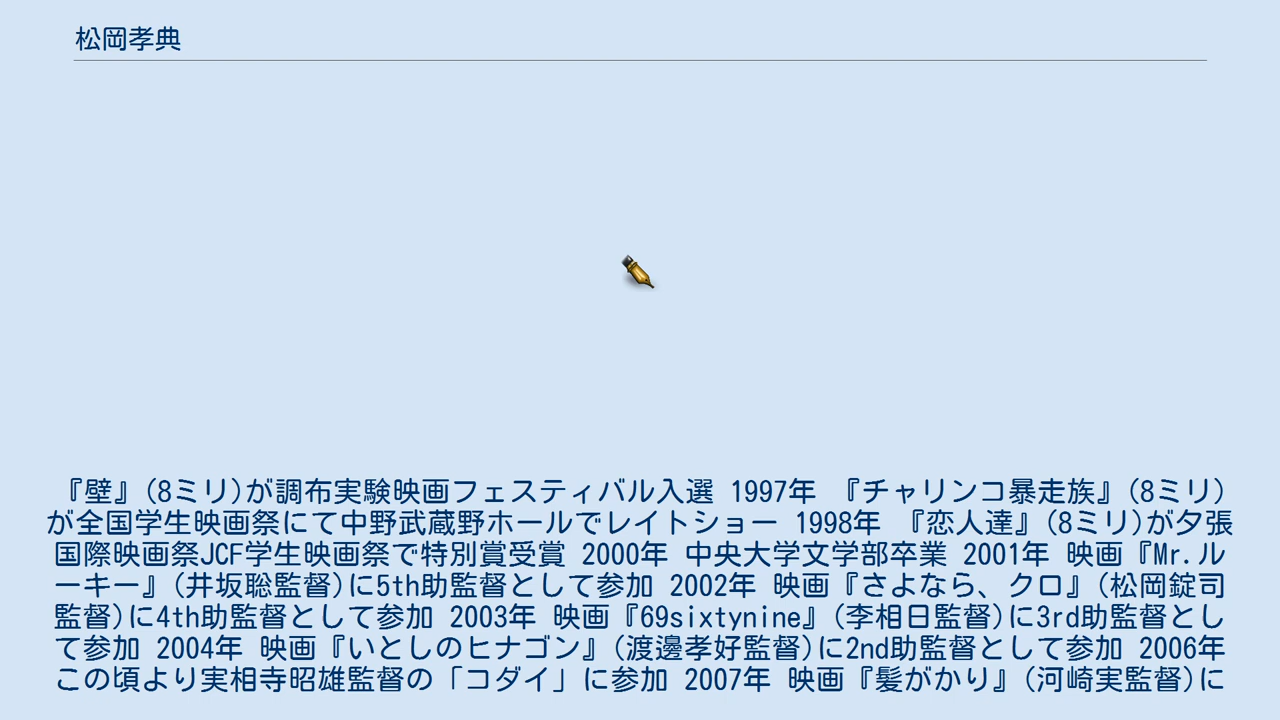 松岡孝典
『壁』(8ミリ)が調布実験映画フェスティバル入選 1997年 『チャリンコ暴走族』(8ミリ)
が全国学生映画祭にて中野武蔵野ホールでレイトショー 1998年 『恋人達』(8ミリ)が夕張
国際映画祭JCF学生映画祭で特別賞受賞 2000年 中央大学文学部卒業 2001年 映画『Mr.ル
ーキー』(井坂聡監督)に5th助監督として参加 2002年 映画『さよなら、クロ』(松岡錠司
監督)に4th助監督として参加 2003年 映画『69sixtynine』(李相日監督)に3rd助監督とし
て参加 2004年 映画『いとしのヒナゴン』(渡邊孝好監督)に2nd助監督として参加 2006年
この頃より実相寺昭雄監督の「コダイ」に参加 2007年 映画『髪がかり』(河崎実監督)に